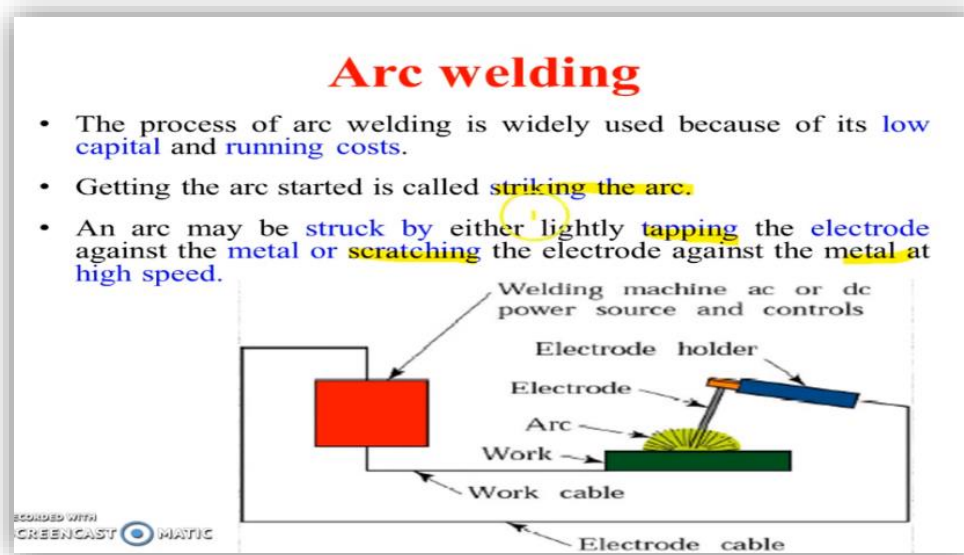 Arc welding
• The process of arc welding is widely used because of its low
capital and running costs.
• Getting the arc started is called striking the arc.
• An arc may be struck by either lightly tapping the electrode
against the metal or scratching the electrode against the metal at
high speed.
Welding machine ac or dc
power source and controls
Electrode holder
Electrode
Arc
Work
Work cable
Electrode cable
ECORDED WITH
CREENCAST MATIC